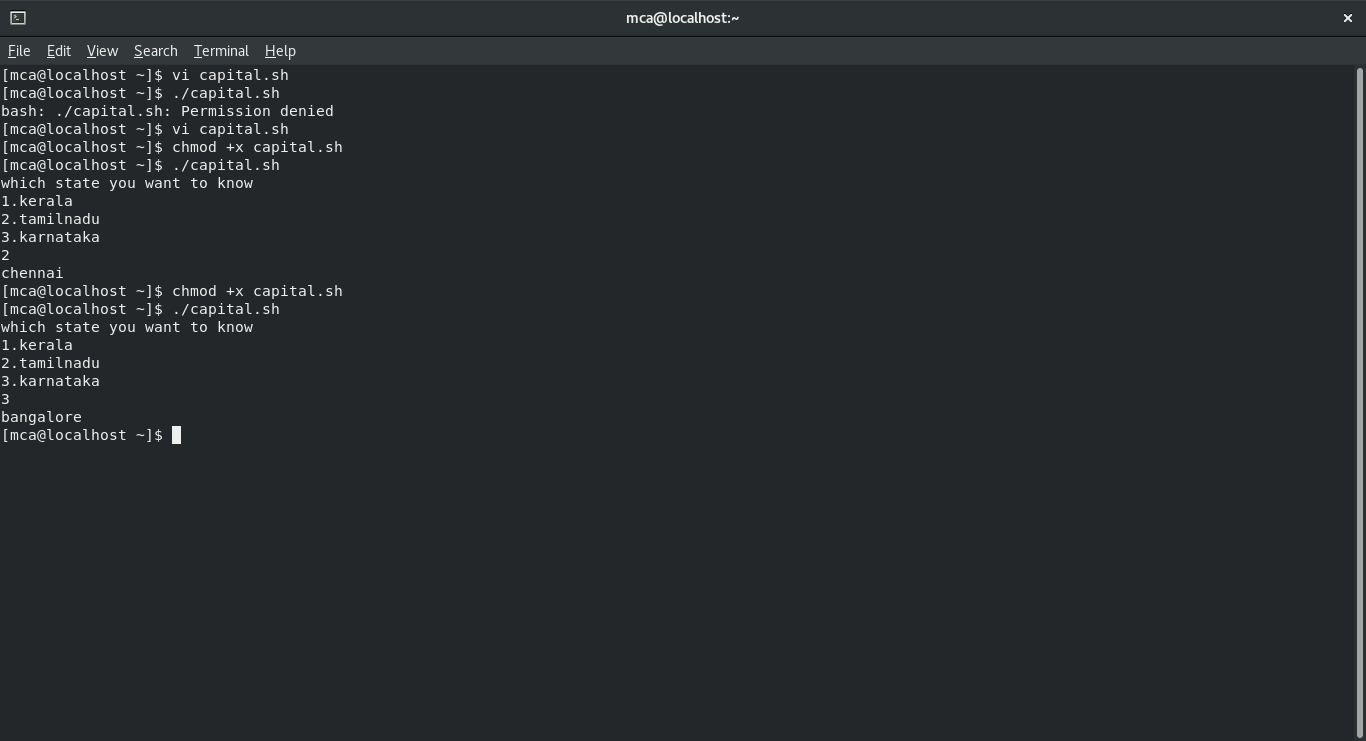 mca@localhost:~
File Edit View Search Terminal Help
[mca@localhost ~]$ vi capital.sh
[mca@localhost ~]$ ./capital.sh
bash: ./capital.sh: Permission denied
[mca@localhost ~]$ vi capital.sh
[mca@localhost ~]$ chmod +x capital.sh
[mca@localhost ~]$ ./capital.sh
which state you want to know
1.kerala
2.tamilnadu
3.karnataka
2
chennai
[mca@localhost ~]$ chmod +x capital.sh
[mca@localhost ~]$ ./capital.sh
which state you want to know
1.kerala
2.tamilnadu
3.karnataka
3
bangalore
[mca@localhost ~]$